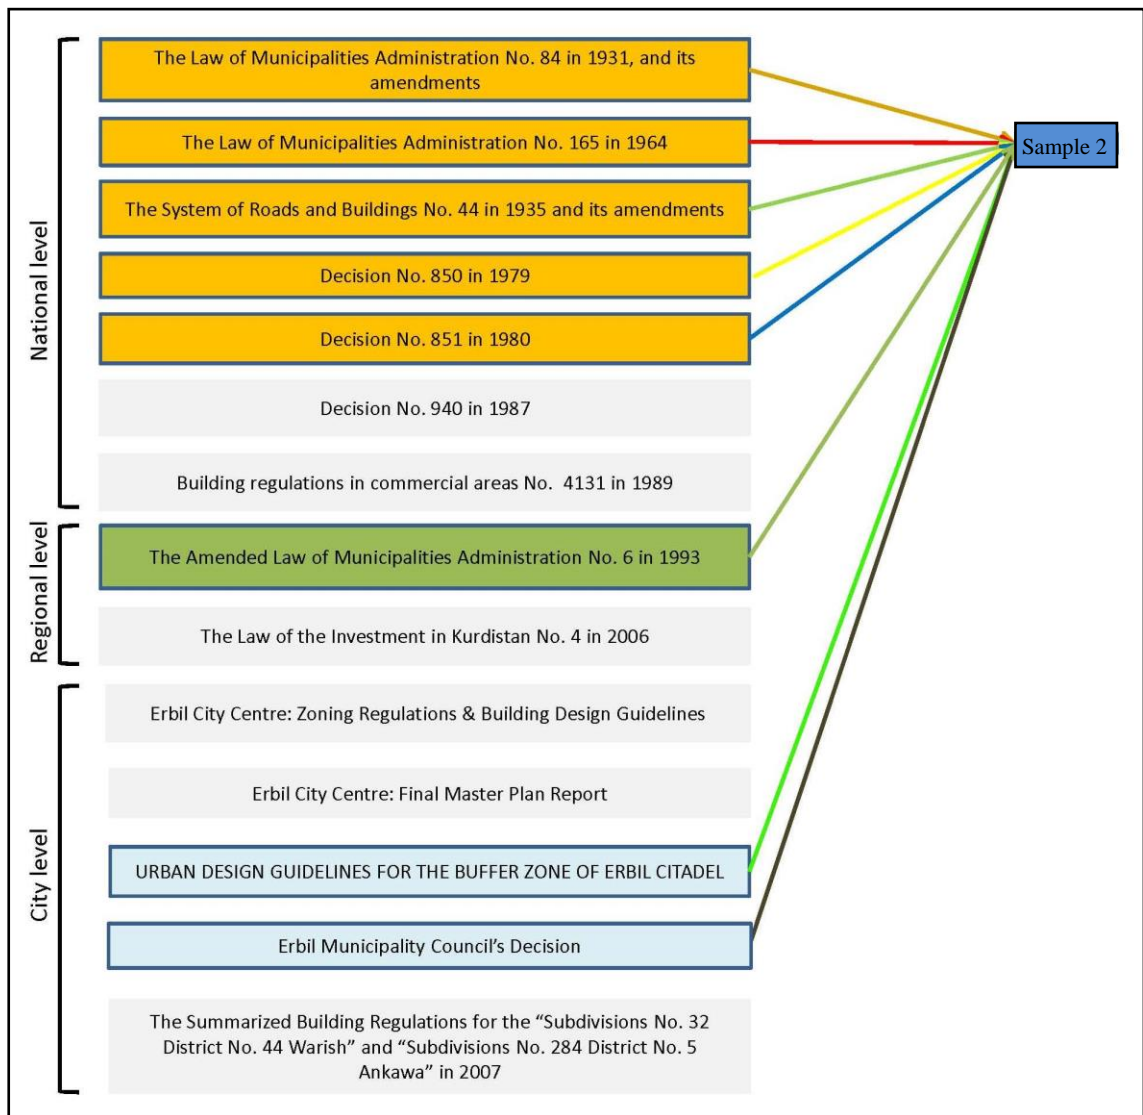 The Law of Municipalities Administration No. 84 in 1931, and its
amendments
The Law of Municipalities Administration No. 165 in 1964
The System of Roads and Buildings No. 44 in 1935 and its amendments
Decision No. 850 in 1979
Decision No. 851 in 1980
Decision No. 940 in 1987
Building regulations in commercial areas No. 4131 in 1989
National level
The Amended Law of Municipalities Administration No. 6 in 1993
The Law of the Investment in Kurdistan No. 4 in 2006
Regional level
Erbil City Centre: Zoning Regulations & Building Design Guidelines
Erbil City Centre: Final Master Plan Report
URBAN DESIGN GUIDELINES FOR THE BUFFER ZONE OF ERBIL CITADEL
Erbil Municipality Council’s Decision
The Summarized Building Regulations for the “Subdivisions No. 32
District No. 44 Warish” and “Subdivisions No. 284 District No. 5
Ankawa” in 2007
City level
Sample 2